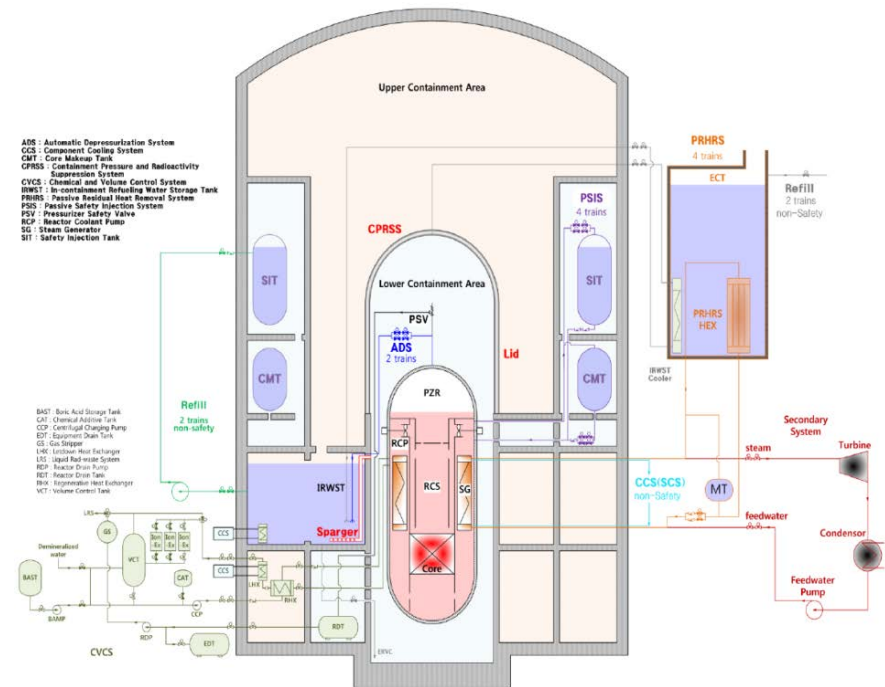 Upper Containment Area
ADS : Automatic Depressurization System
CCS : Component Cooling System
CMT : Core Makeup Tank
CPRSS : Containment Pressure and Radioactivity
Suppression System
CVCS : Chemical and Volume Control System
IRWST : In-containment Refueling Water Storage Tank
PRHRS : Passive Residual Heat Removal System
PSIS : Passive Safety Injection System
PSV : Pressurizer Safety Valve
RCP : Reactor Coolant Pump
SG : Steam Generator
SIT : Safety Injection Tank
PRHRS
4 trains
ECT
Refill
2 trains
non-Safety
PSIS
4 trains
CPRSS
Lower Containment Area
SIT
SIT
PSV
ADS
2 trains
Lid
PRHRS
HEX
IRWST
Cooler
CMT
CMT
PZR
Refill
2 trains
non-safety
BAST : Boric Acid Storage Tank
CAT : Chemical Additive Tank
CCP : Centrifugal Charging Pump
EDT : Equipment Drain Tank
GS : Gas Stripper
LHX : Letdown Heat Exchanger
LRS : Liquid Rad-waste System
RDP : Reactor Drain Pump
RDT : Reactor Drain Tank
RHX : Regenerative Heat Exchanger
VCT : Volume Control Tank
RCP
RCS
SG
Secondary
System
steam
Turbine
CCS(SCS)
non-Safety
MT
feedwater
Condensor
Feedwater
Pump
IRWST
Sparger
Core
LRS
GS
CCS
CCS
Demineralized
water
VCT
Ion
-Ex
Ion
-Ex
Ion
-Ex
CAT
LHX
RHX
BAST
BAMP
CCP
RDP
EDT
RDT
CVCS